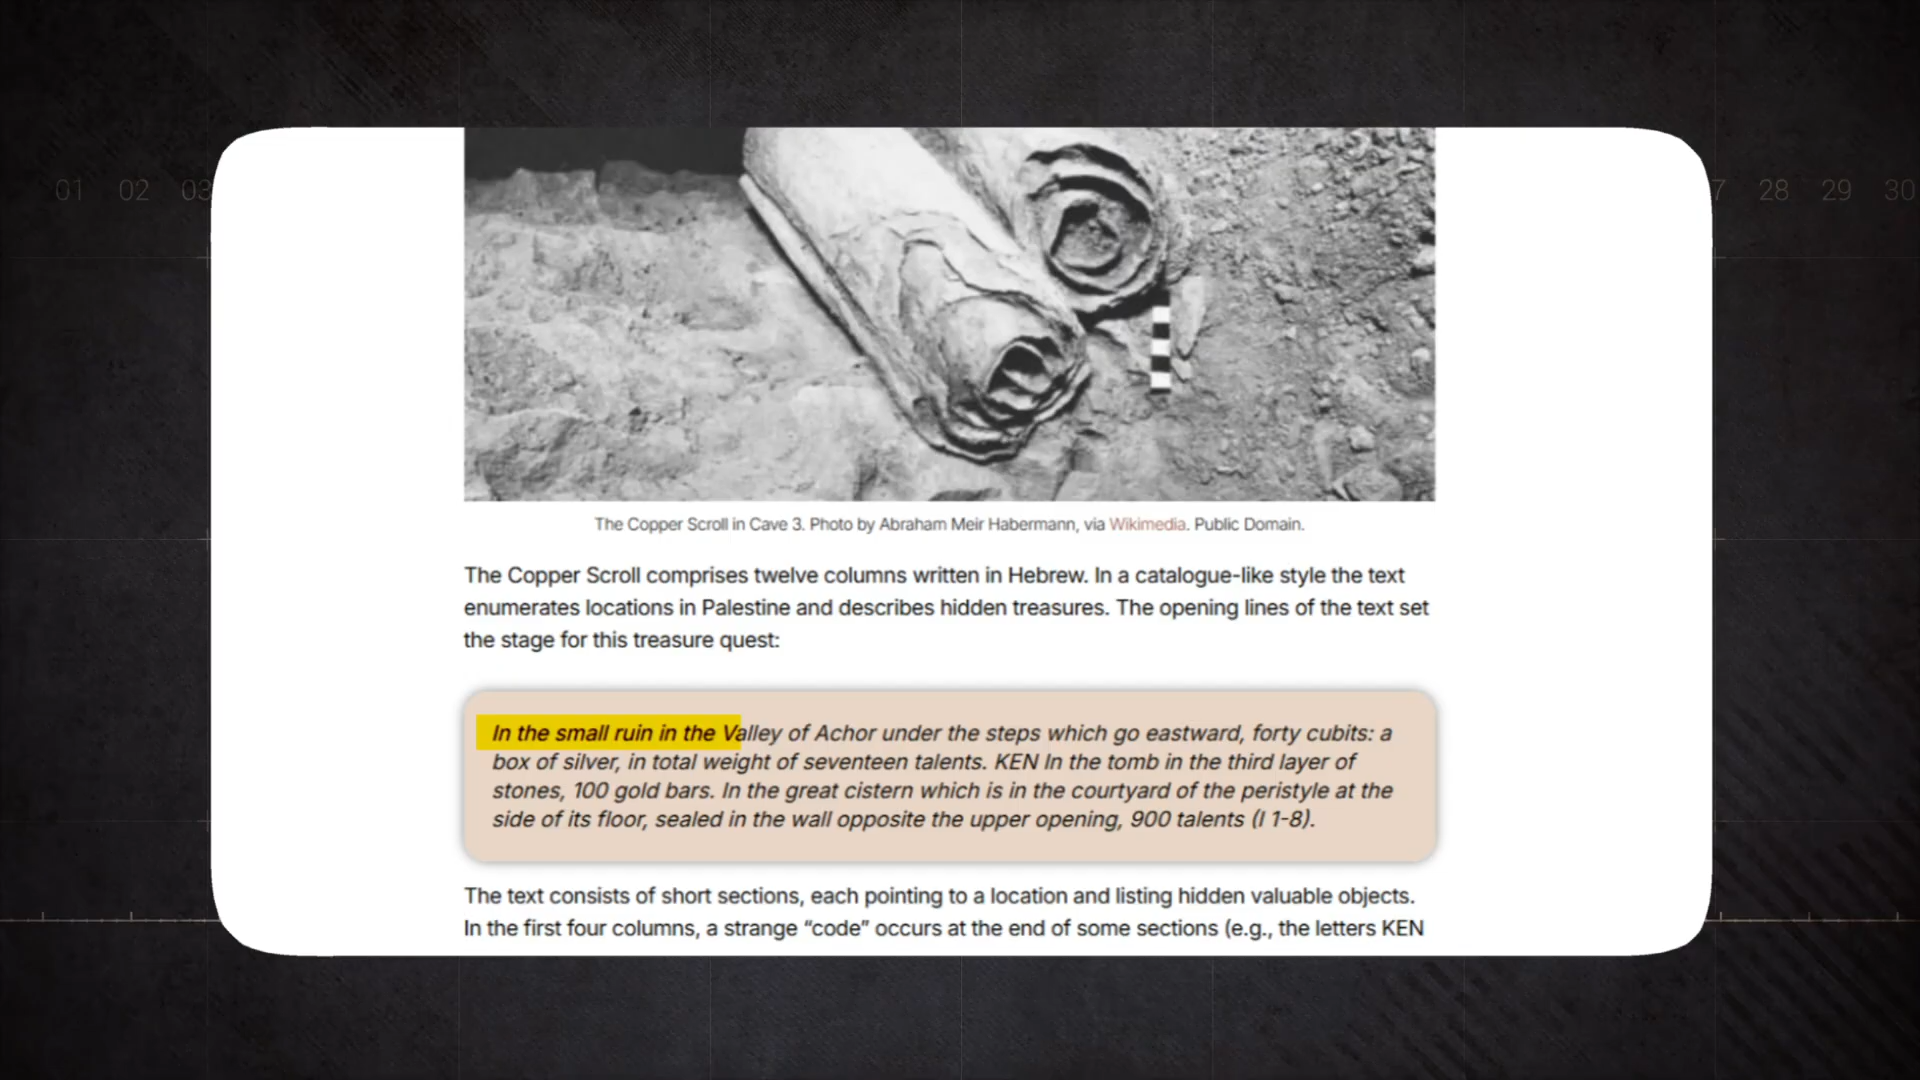 01 02 03
7 28 29 30
The Copper Scroll in Cave 3. Photo by Abraham Meir Habermann, via Wikimedia. Public Domain.
The Copper Scroll comprises twelve columns written in Hebrew. In a catalogue-like style the text
enumerates locations in Palestine and describes hidden treasures. The opening lines of the text set
the stage for this treasure quest:
In the small ruin in the Valley of Achor under the steps which go eastward, forty cubits: a
box of silver, in total weight of seventeen talents. KEN In the tomb in the third layer of
stones, 100 gold bars. In the great cistern which is in the courtyard of the peristyle at the
side of its floor, sealed in the wall opposite the upper opening, 900 talents (I 1-8).
The text consists of short sections, each pointing to a location and listing hidden valuable objects.
In the first four columns, a strange “code” occurs at the end of some sections (e.g., the letters KEN